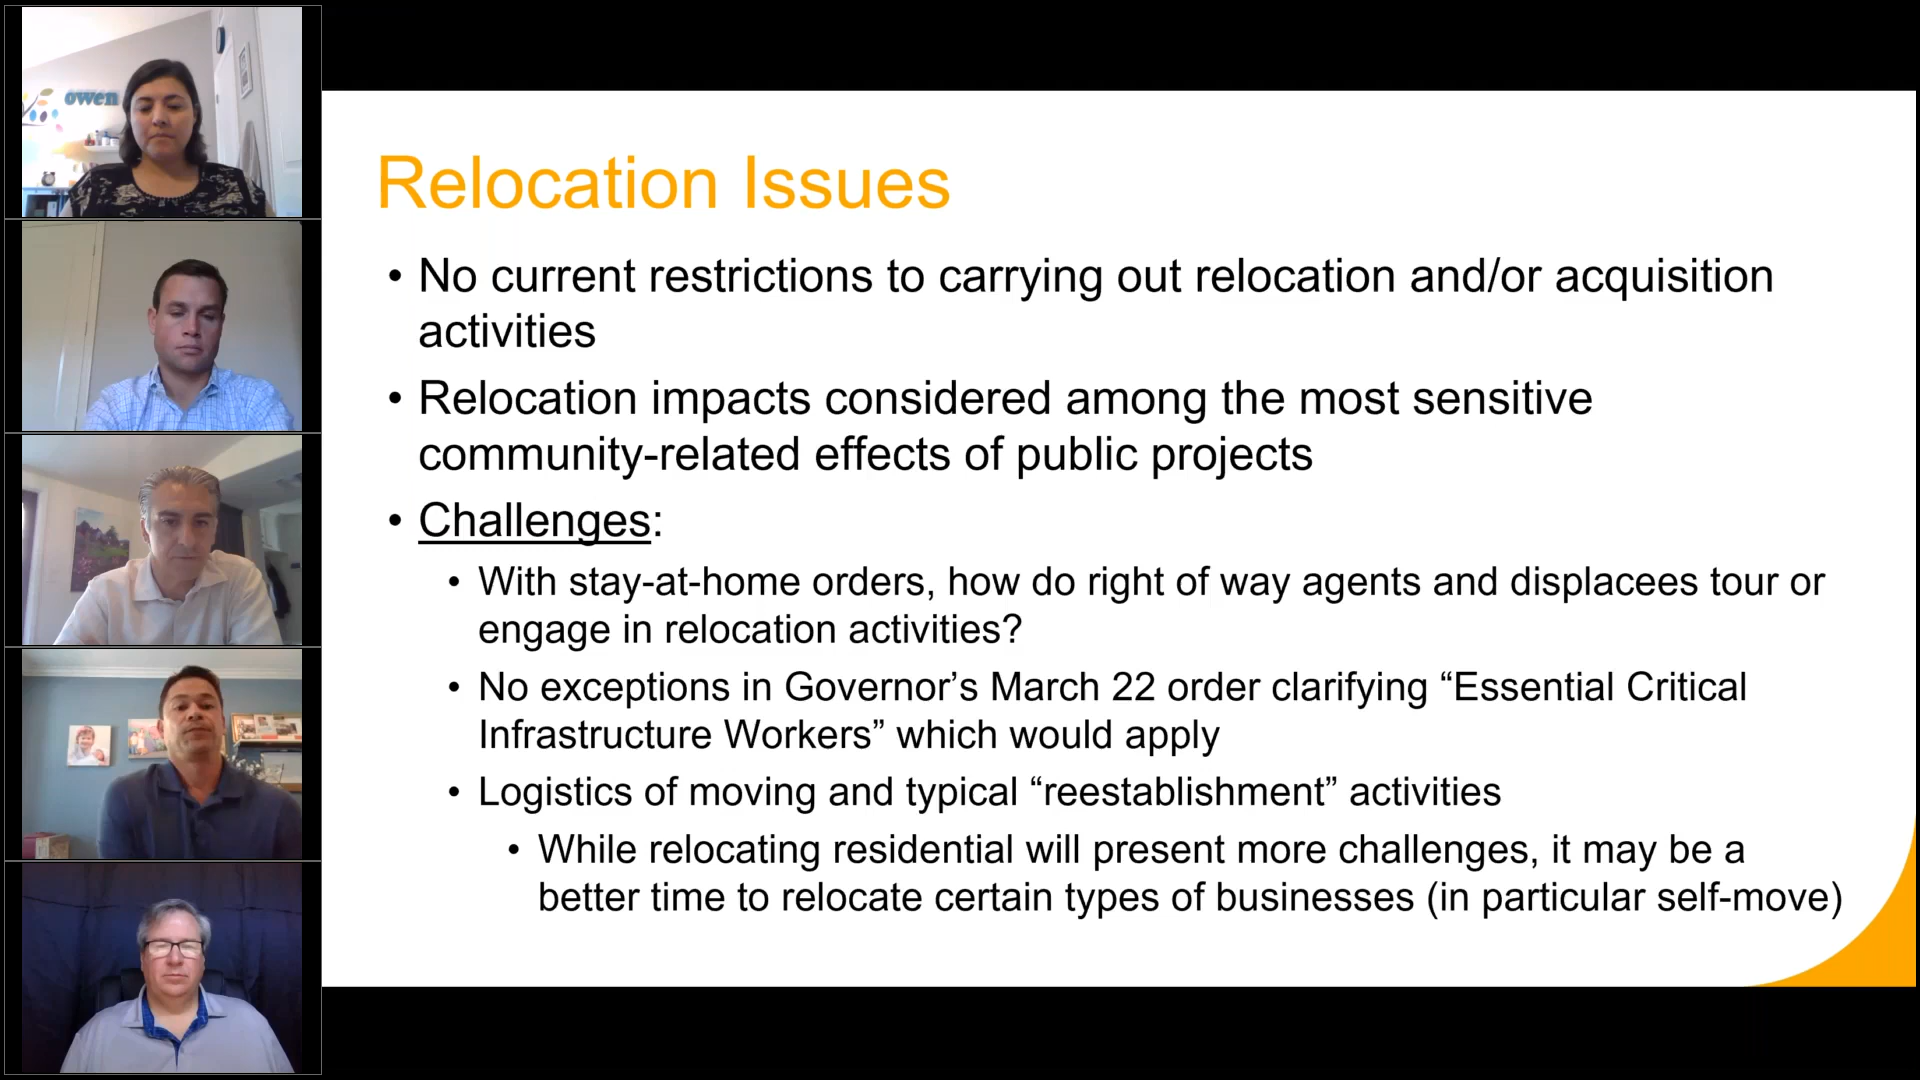 owen
Relocation Issues
• No current restrictions to carrying out relocation and/or acquisition
activities
• Relocation impacts considered among the most sensitive
community-related effects of public projects
• Challenges:
• With stay-at-home orders, how do right of way agents and displacees tour or
engage in relocation activities?
• No exceptions in Governor’s March 22 order clarifying “Essential Critical
Infrastructure Workers” which would apply
• Logistics of moving and typical “reestablishment” activities
• While relocating residential will present more challenges, it may be a
better time to relocate certain types of businesses (in particular self-move)